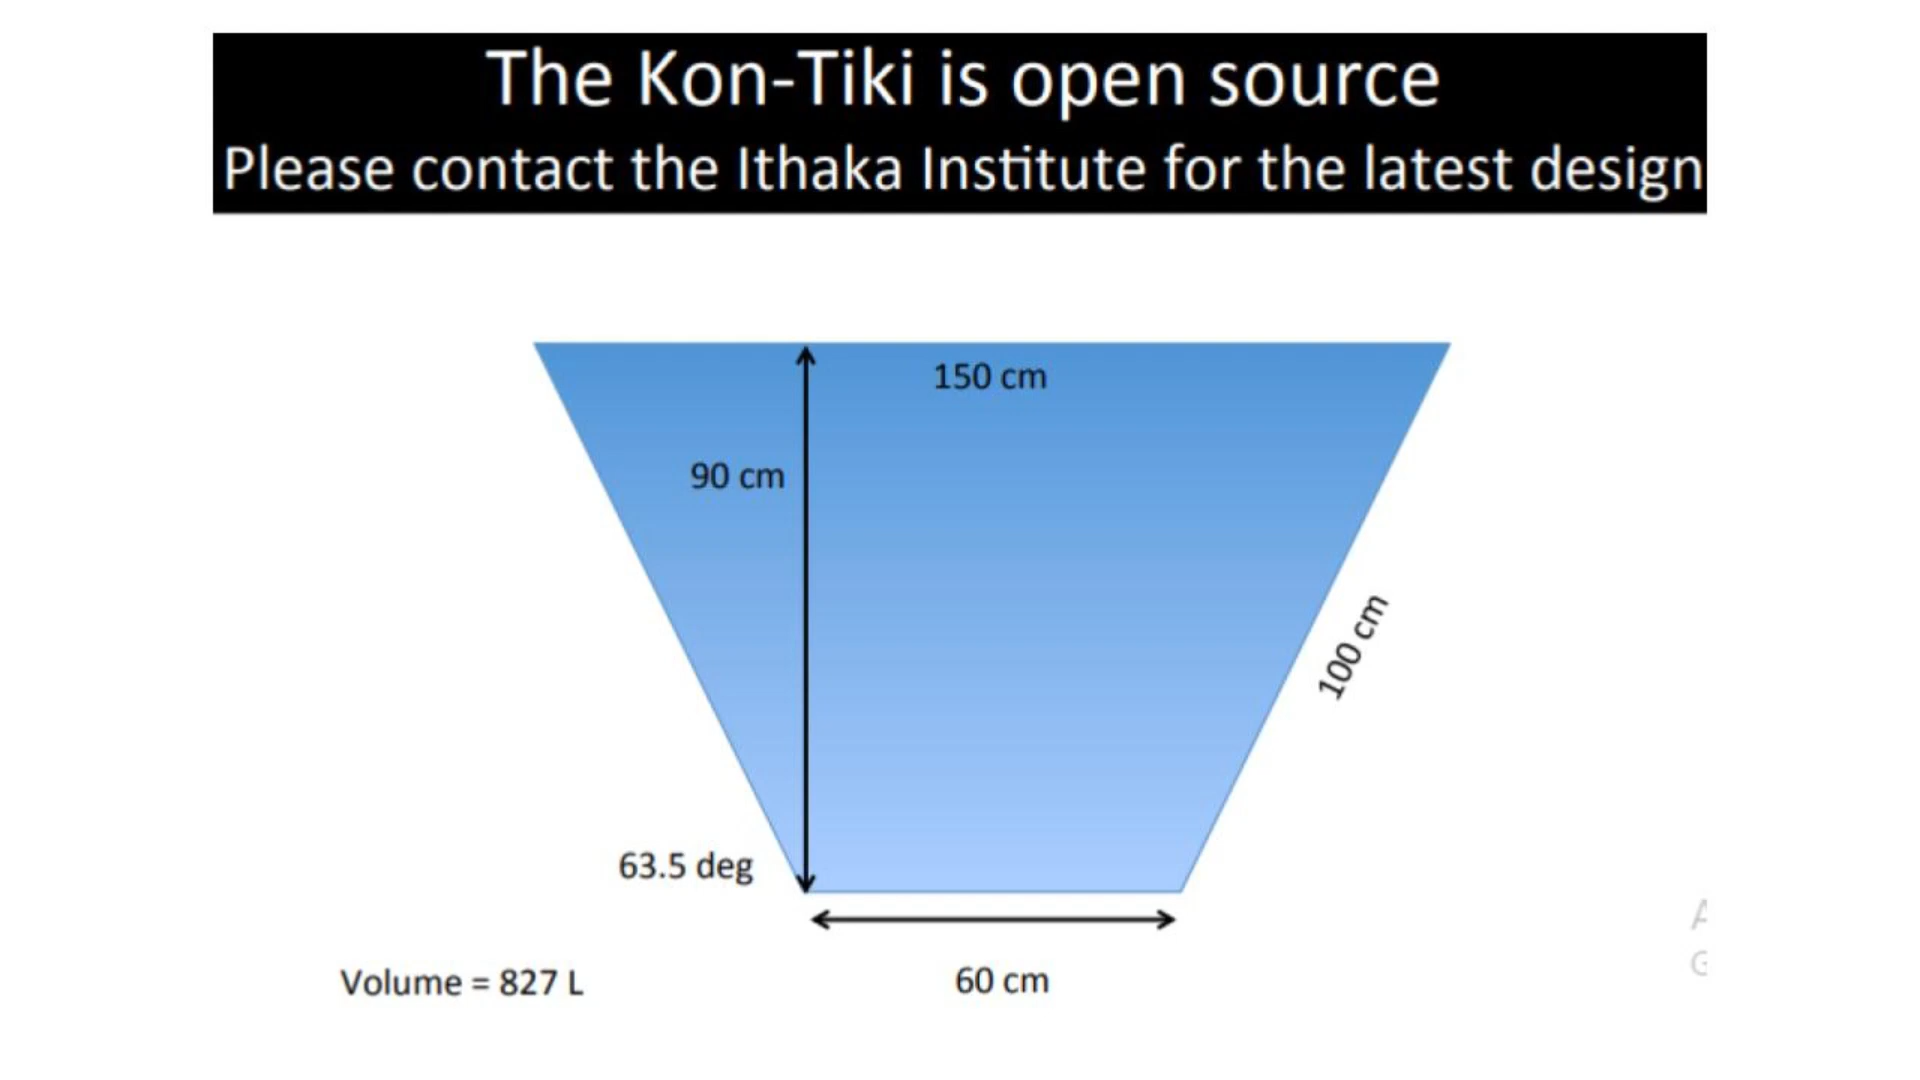 The Kon-Tiki is open source
Please contact the Ithaka Institute for the latest design
150 cm
90 cm
100 cm
63.5 deg
60 cm
Volume = 827 L